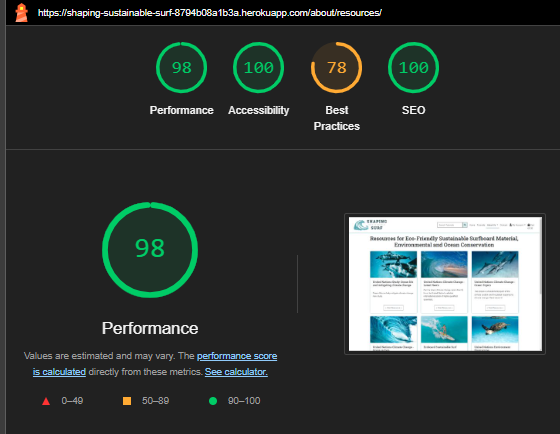 https://shaping-sustainable-surf-8794b08a1b3a.herokuapp.com/about/resources/
98 100 78 100
Performance Accessibility Best Practices SEO
98
SHAPING
SURF
Resources for Eco-Friendly Sustainable Surfboard Material,
Environmental and Ocean Conservation
Performance
Values are estimated and may vary. The performance score
is calculated directly from these metrics. See calculator.
0–49 50–89 90–100